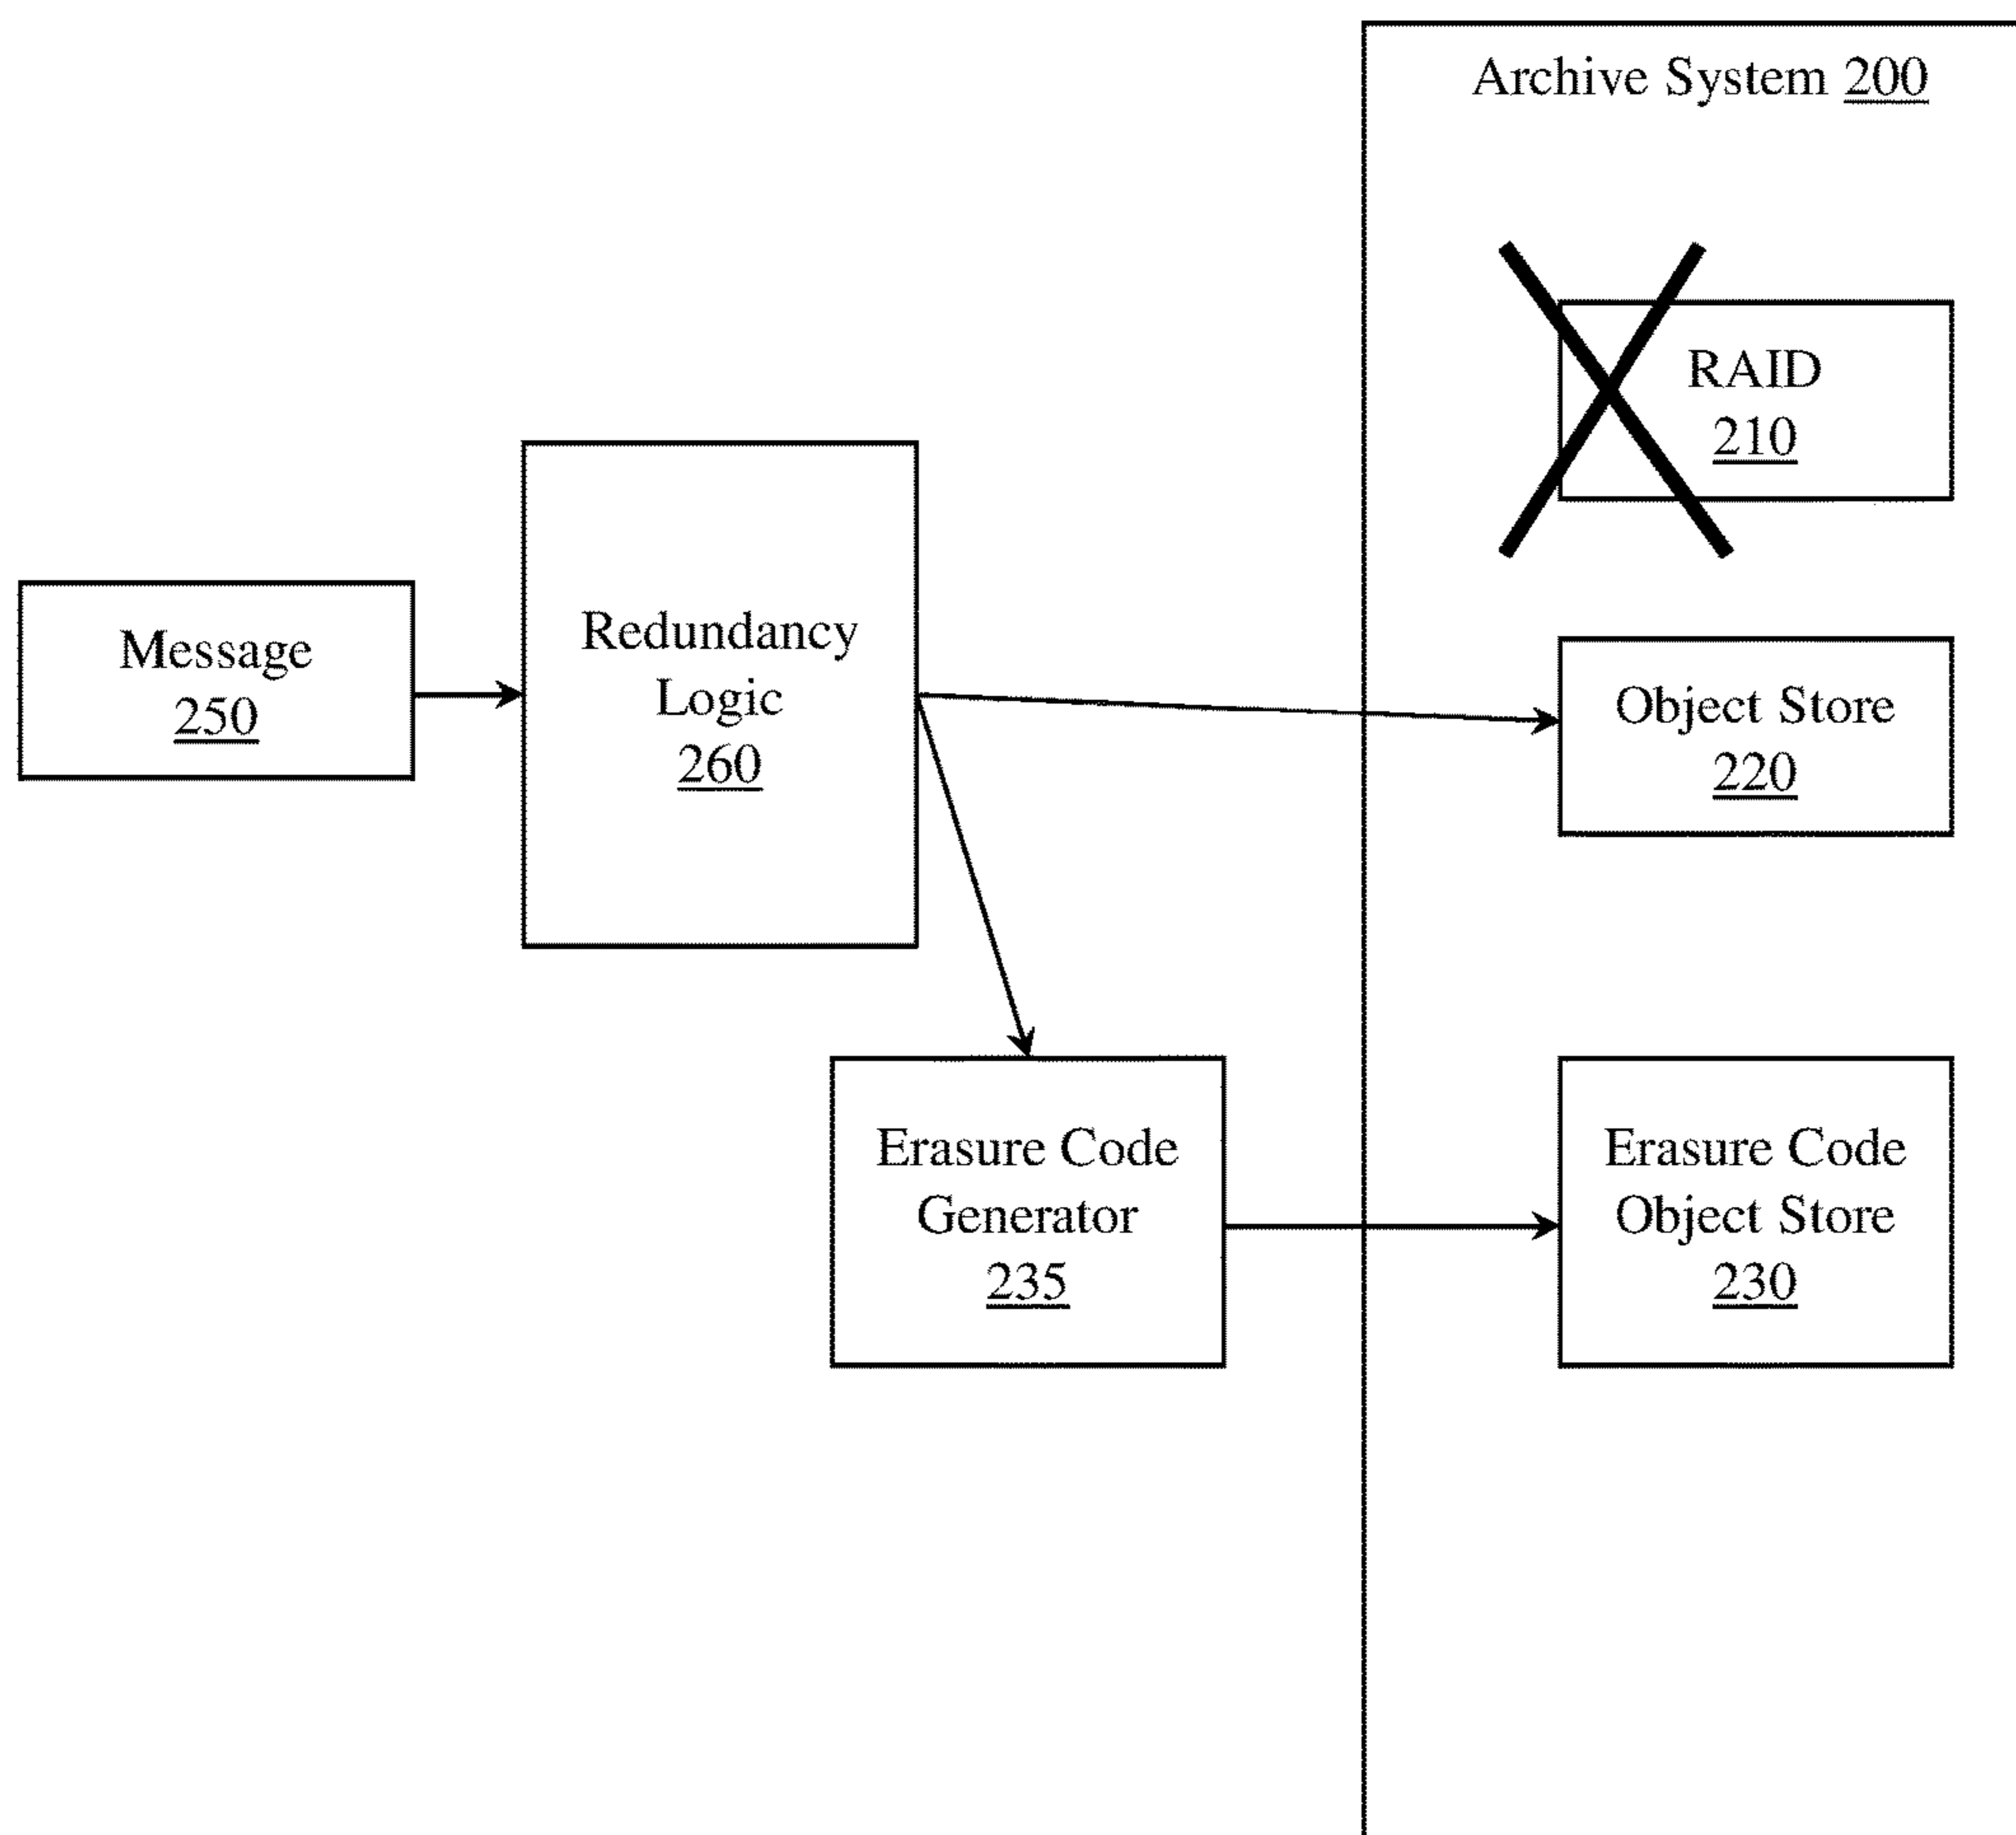 Archive System 200
RAID
210
Message
250
Redundancy
Logic
260
Object Store
220
Erasure Code
Generator
235
Erasure Code
Object Store
230